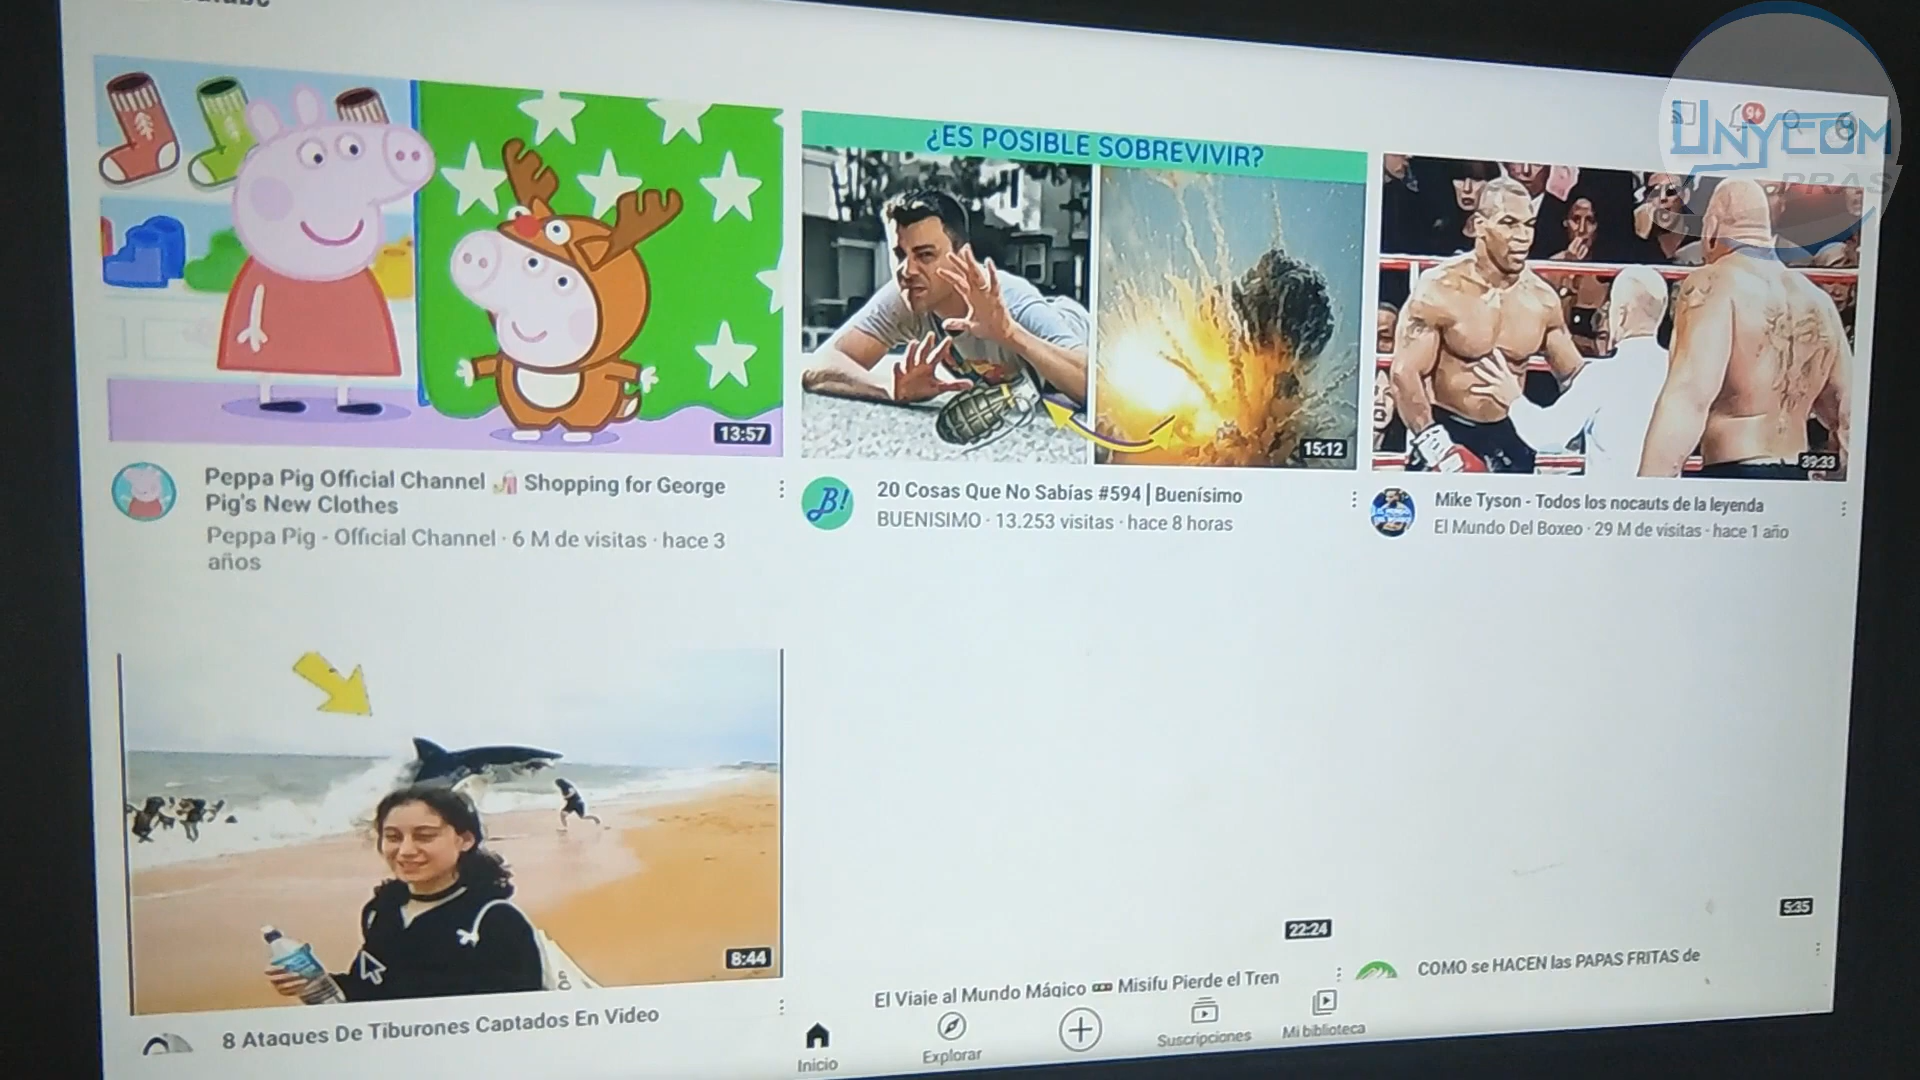 UNYCOM
PRAS
9+
¿ES POSIBLE SOBREVIVIR?
13:57
15:12
39:33
Peppa Pig Official Channel 🛍️ Shopping for George
Pig's New Clothes
Peppa Pig - Official Channel · 6 M de visitas · hace 3
años
B!
20 Cosas Que No Sabías #594 | Buenísimo
BUENISIMO · 13.253 visitas · hace 8 horas
Mike Tyson - Todos los nocauts de la leyenda
El Mundo Del Boxeo · 29 M de visitas · hace 1 año
8:44
22:24
5:35
8 Ataques De Tiburones Captados En Video
El Viaje al Mundo Mágico 🚃 Misifu Pierde el Tren
COMO se HACEN las PAPAS FRITAS de
Inicio
Explorar
Suscripciones
Mi biblioteca